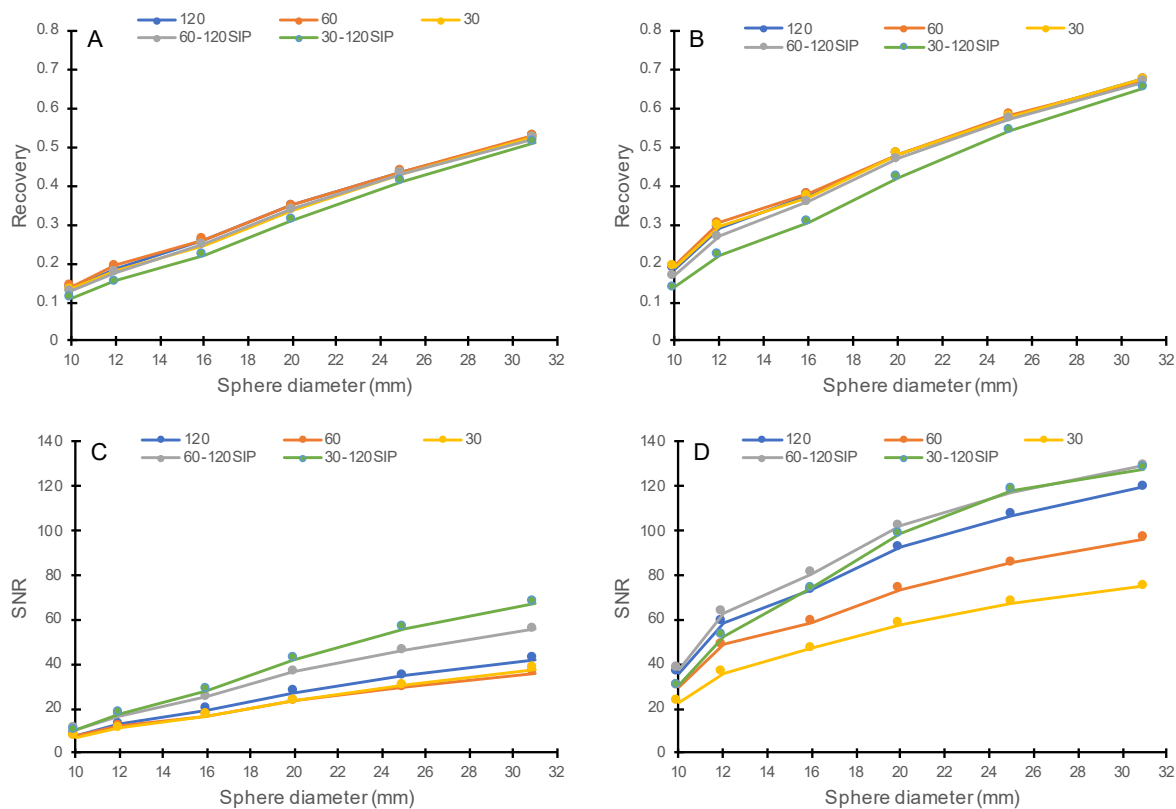 A
120 60 30
60-120SIP 30-120SIP
Recovery
0.8
0.7
0.6
0.5
0.4
0.3
0.2
0.1
0
10 12 14 16 18 20 22 24 26 28 30 32
Sphere diameter (mm)
B
120 60 30
60-120SIP 30-120SIP
Recovery
0.8
0.7
0.6
0.5
0.4
0.3
0.2
0.1
0
10 12 14 16 18 20 22 24 26 28 30 32
Sphere diameter (mm)
C
120 60 30
60-120SIP 30-120SIP
SNR
140
120
100
80
60
40
20
0
10 12 14 16 18 20 22 24 26 28 30 32
Sphere diameter (mm)
D
120 60 30
60-120SIP 30-120SIP
SNR
140
120
100
80
60
40
20
0
10 12 14 16 18 20 22 24 26 28 30 32
Sphere diameter (mm)